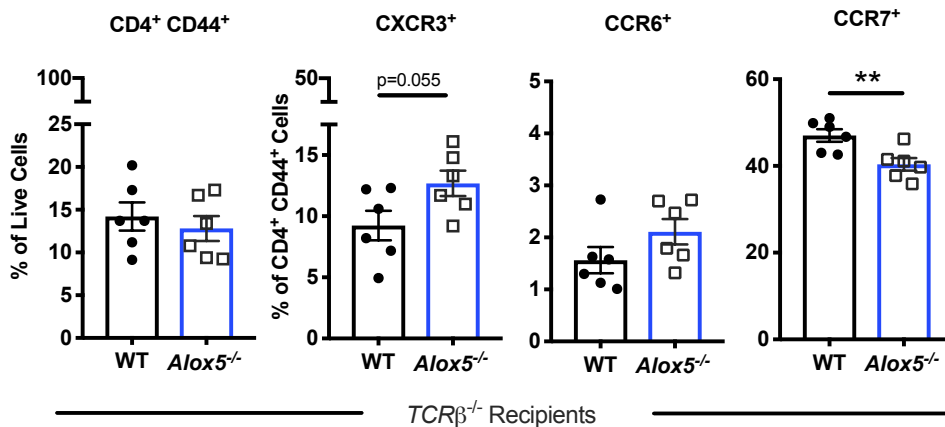 CD4⁺ CD44⁺
% of Live Cells
100
25
20
15
10
5
0
WT Alox5⁻/⁻
CXCR3⁺
% of CD4⁺ CD44⁺ Cells
50
15
10
5
0
p=0.055
WT Alox5⁻/⁻
CCR6⁺
5
4
3
2
1
0
WT Alox5⁻/⁻
CCR7⁺
60
40
20
0
**
WT Alox5⁻/⁻
TCRβ⁻/⁻ Recipients